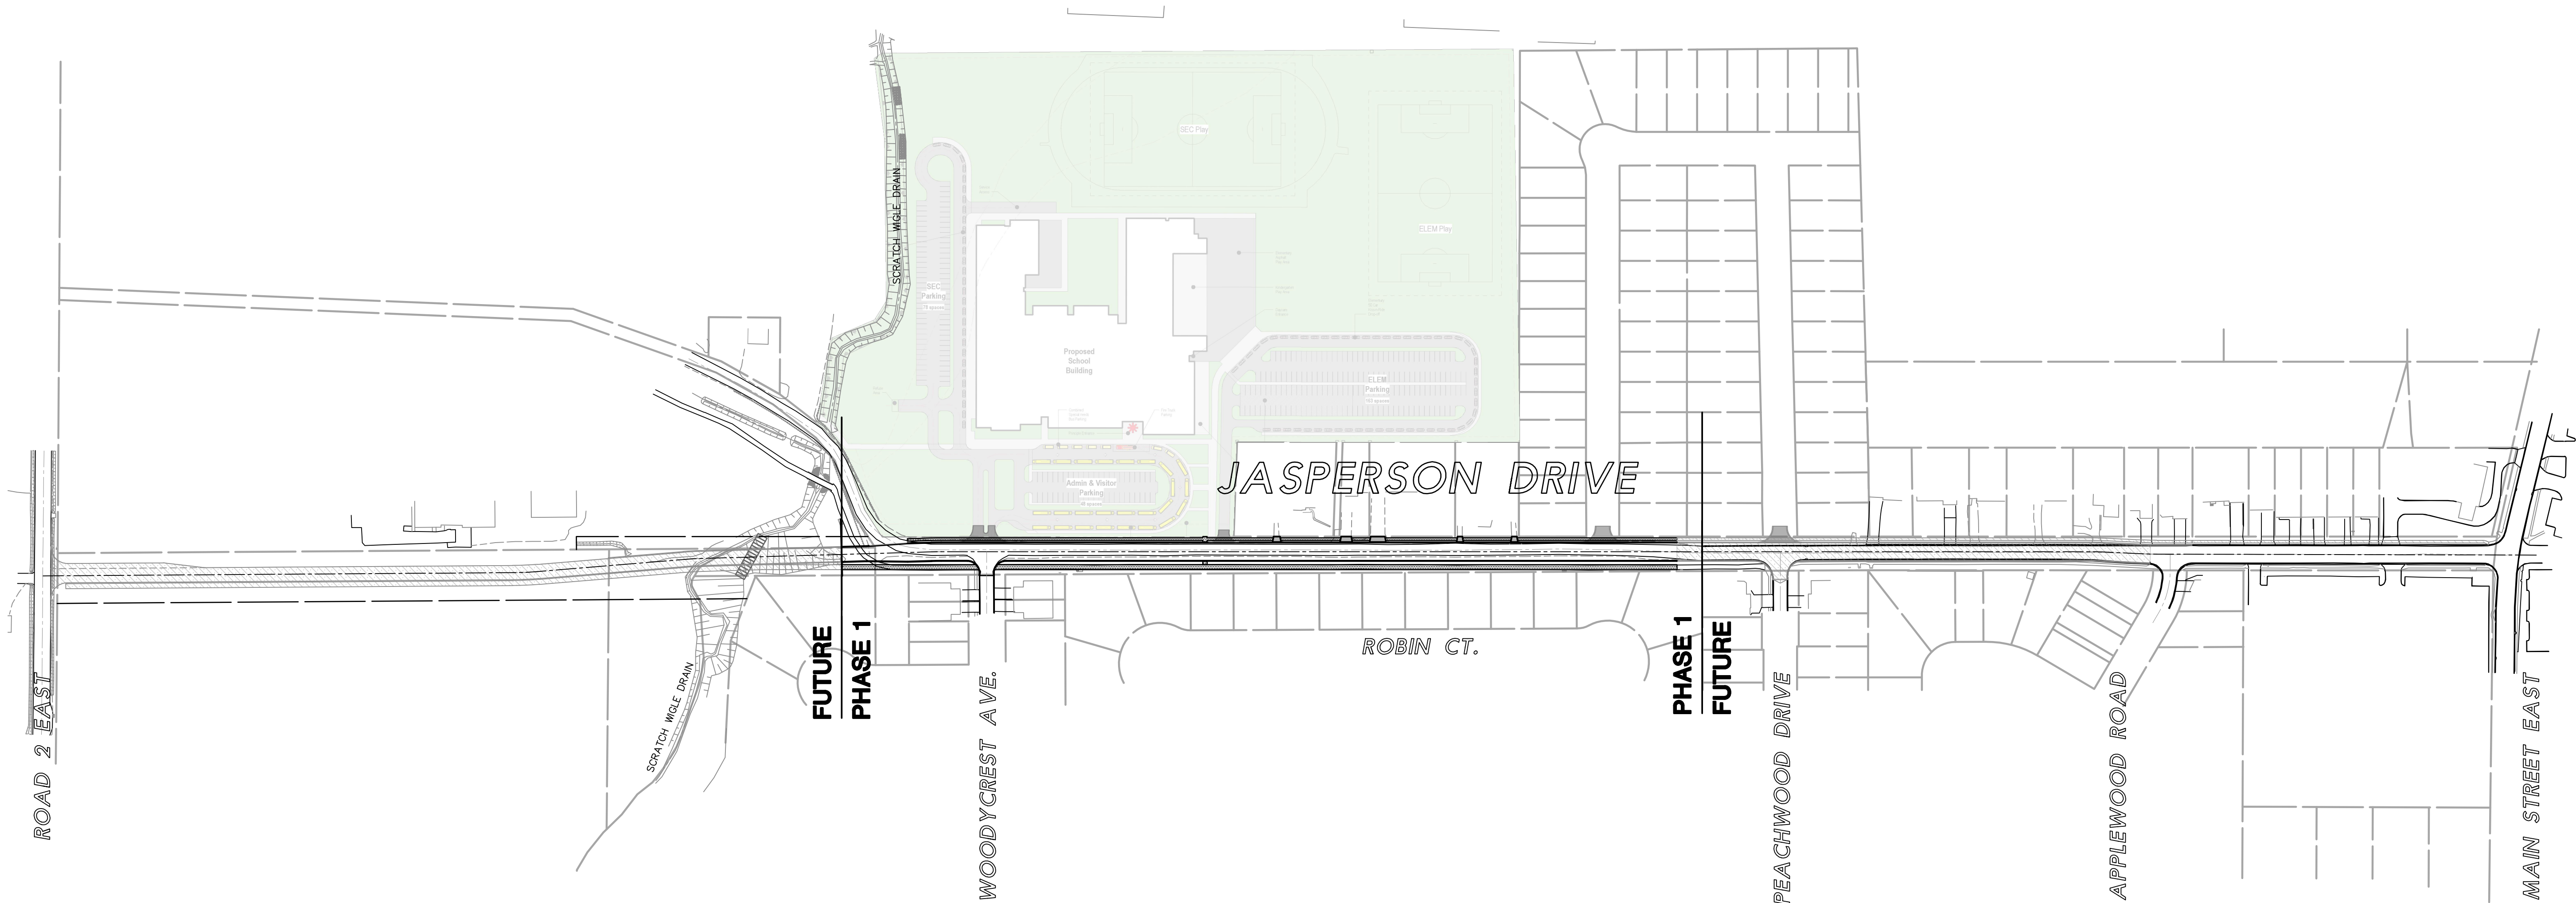 SEC Play
ELEM Play
SCRATCH WIGLE DRAIN
SEC
Parking
Proposed
School
Building
ELEM
Parking
Admin & Visitor
Parking
JASPERSON DRIVE
FUTURE
PHASE 1
PHASE 1
FUTURE
ROBIN CT.
SCRATCH WIGLE DRAIN
ROAD 2 EAST
WOODYCREST AVE.
PEACHWOOD DRIVE
APPLEWOOD ROAD
MAIN STREET EAST